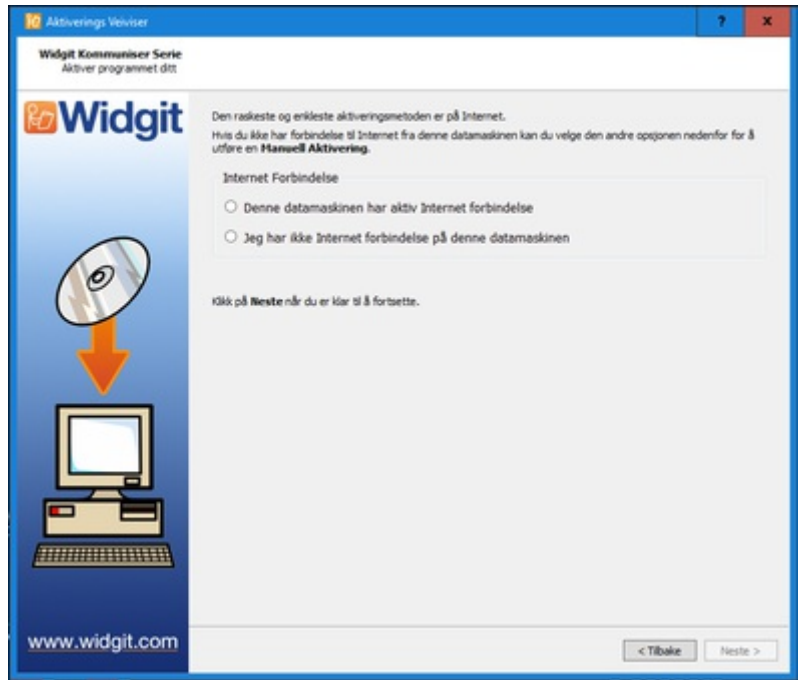 Aktiverings Veiviser
Widgit Kommuniser Serie
Aktiver programmet ditt
Widgit
Den raskeste og enkleste aktiveringsmetoden er på Internet.
Hvis du ikke har forbindelse til Internet fra denne datamaskinen kan du velge den andre opsjonen nedenfor for å
utføre en Manuell Aktivering.
Internet Forbindelse
Denne datamaskinen har aktiv Internet forbindelse
Jeg har ikke Internet forbindelse på denne datamaskinen
Klikk på Neste når du er klar til å fortsette.
www.widgit.com
< Tilbake
Neste >